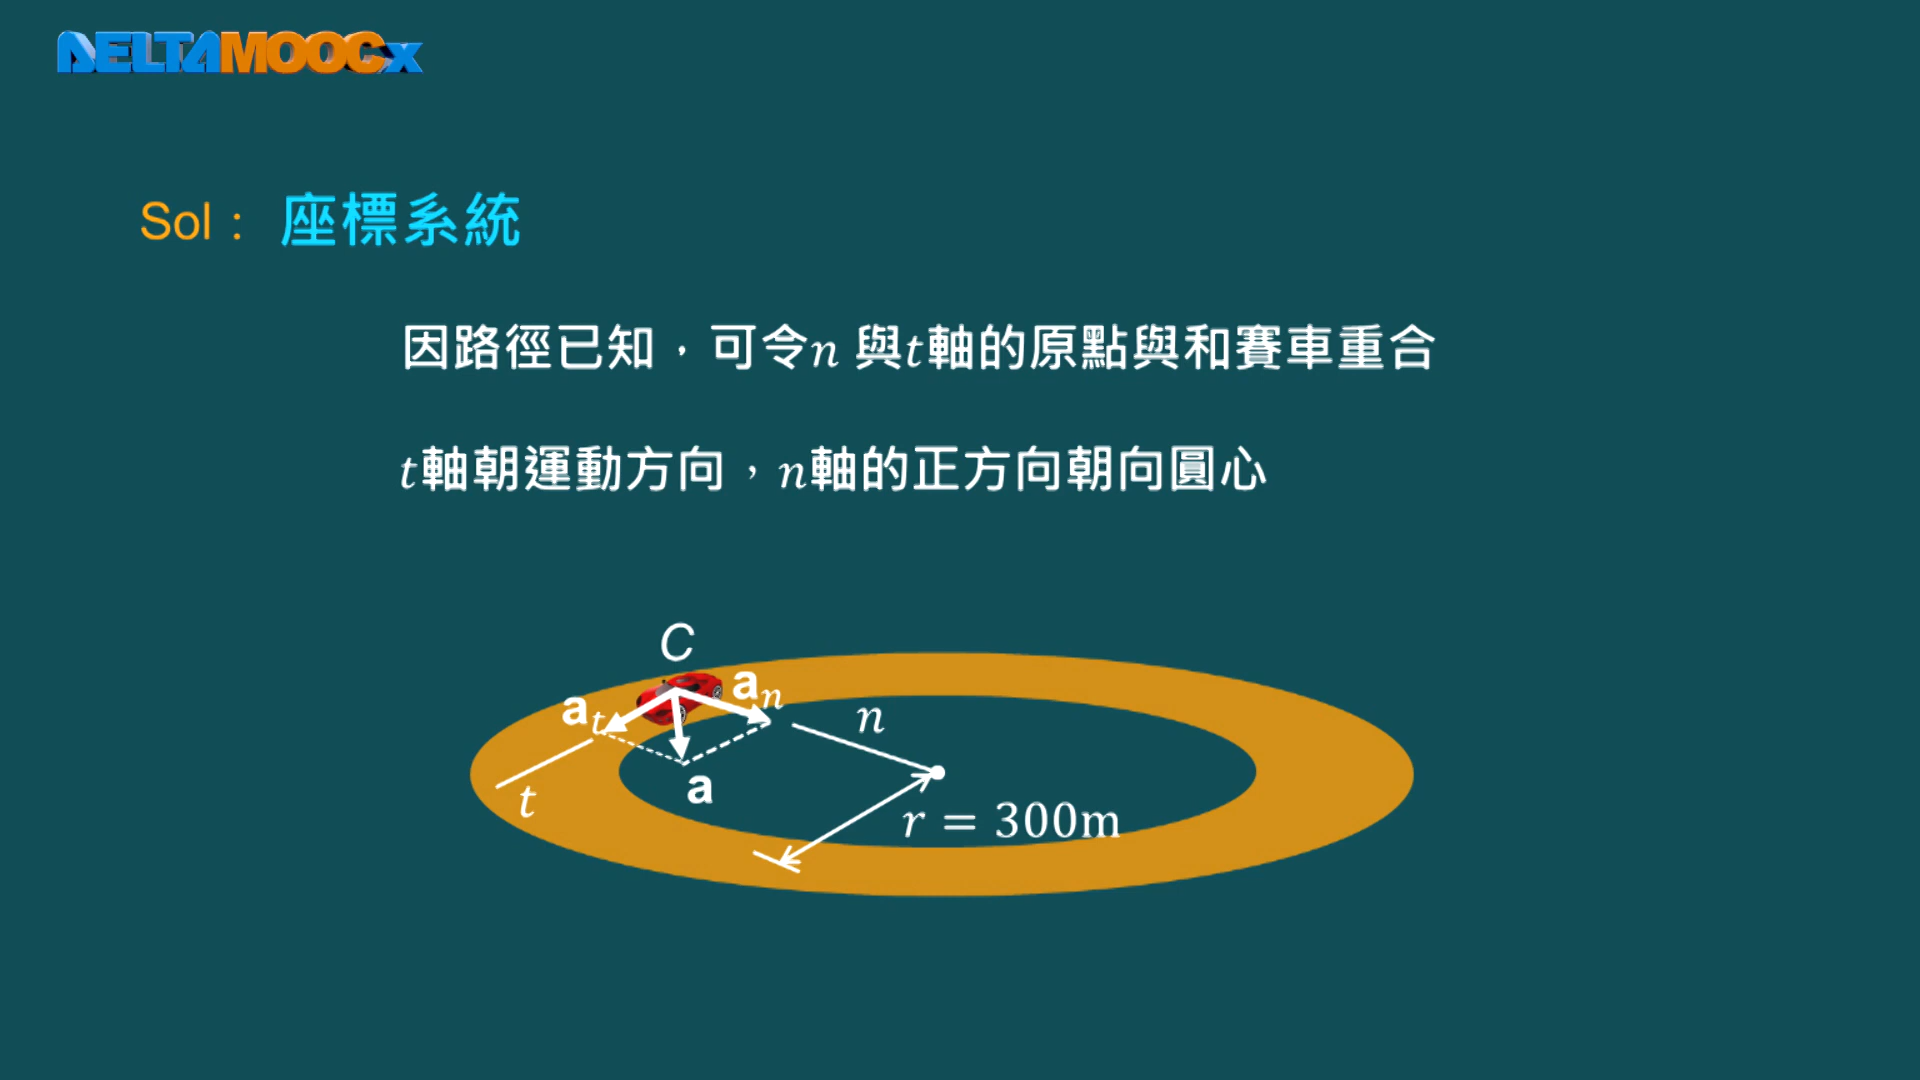 DELTAMOOCx
Sol： 座標系統
因路徑已知，可令n 與t軸的原點與和賽車重合
t軸朝運動方向，n軸的正方向朝向圓心
C
aₙ
aₜ
n
a
t
r = 300m